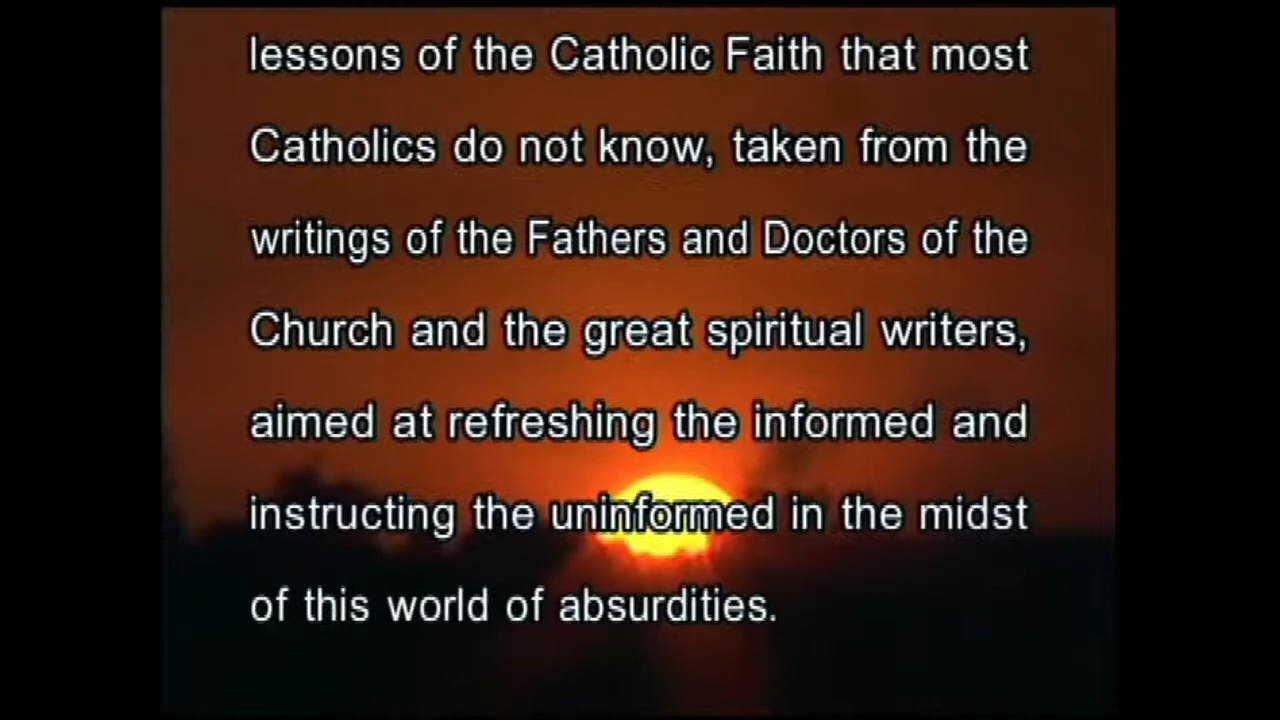 lessons of the Catholic Faith that most
Catholics do not know, taken from the
writings of the Fathers and Doctors of the
Church and the great spiritual writers,
aimed at refreshing the informed and
instructing the uninformed in the midst
of this world of absurdities.